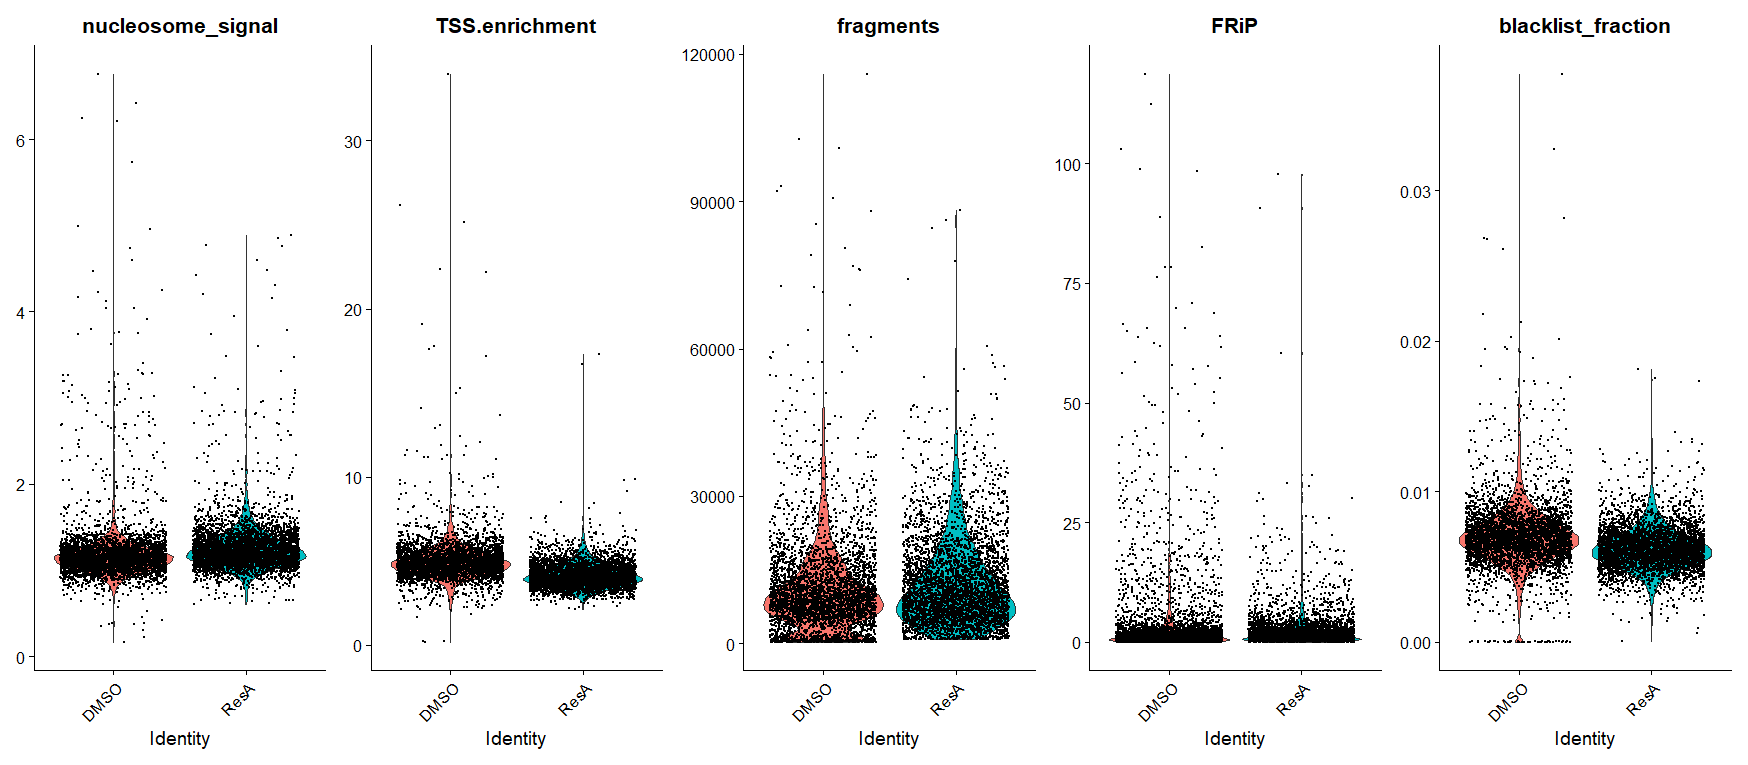 nucleosome_signal
6
4
2
0
DMSO
ResA
Identity
TSS.enrichment
30
20
10
0
DMSO
ResA
Identity
fragments
120000
90000
60000
30000
0
DMSO
ResA
Identity
FRiP
100
75
50
25
0
DMSO
ResA
Identity
blacklist_fraction
0.03
0.02
0.01
0.00
DMSO
ResA
Identity